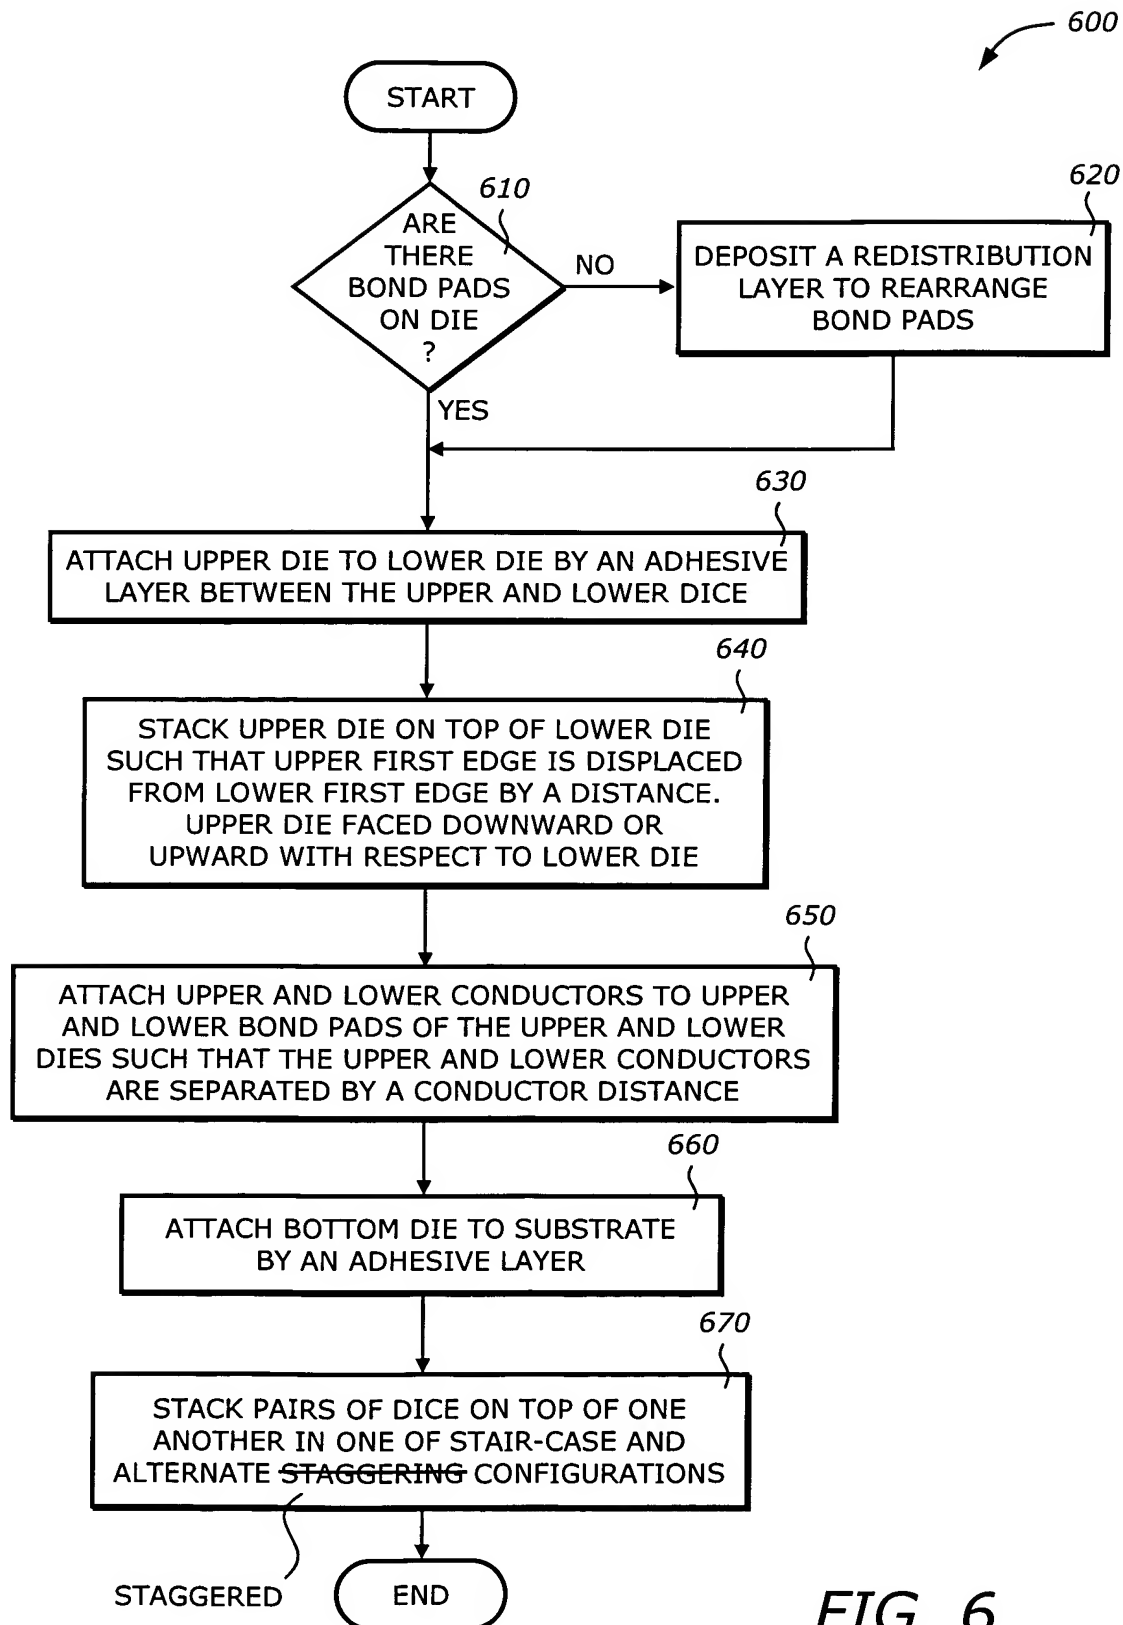 600
START
610
ARE
THERE
BOND PADS
ON DIE
?
NO
620
DEPOSIT A REDISTRIBUTION
LAYER TO REARRANGE
BOND PADS
YES
630
ATTACH UPPER DIE TO LOWER DIE BY AN ADHESIVE
LAYER BETWEEN THE UPPER AND LOWER DICE
640
STACK UPPER DIE ON TOP OF LOWER DIE
SUCH THAT UPPER FIRST EDGE IS DISPLACED
FROM LOWER FIRST EDGE BY A DISTANCE.
UPPER DIE FACED DOWNWARD OR
UPWARD WITH RESPECT TO LOWER DIE
650
ATTACH UPPER AND LOWER CONDUCTORS TO UPPER
AND LOWER BOND PADS OF THE UPPER AND LOWER
DIES SUCH THAT THE UPPER AND LOWER CONDUCTORS
ARE SEPARATED BY A CONDUCTOR DISTANCE
660
ATTACH BOTTOM DIE TO SUBSTRATE
BY AN ADHESIVE LAYER
670
STACK PAIRS OF DICE ON TOP OF ONE
ANOTHER IN ONE OF STAIR-CASE AND
ALTERNATE STAGGERING CONFIGURATIONS
STAGGERED
END
FIG. 6